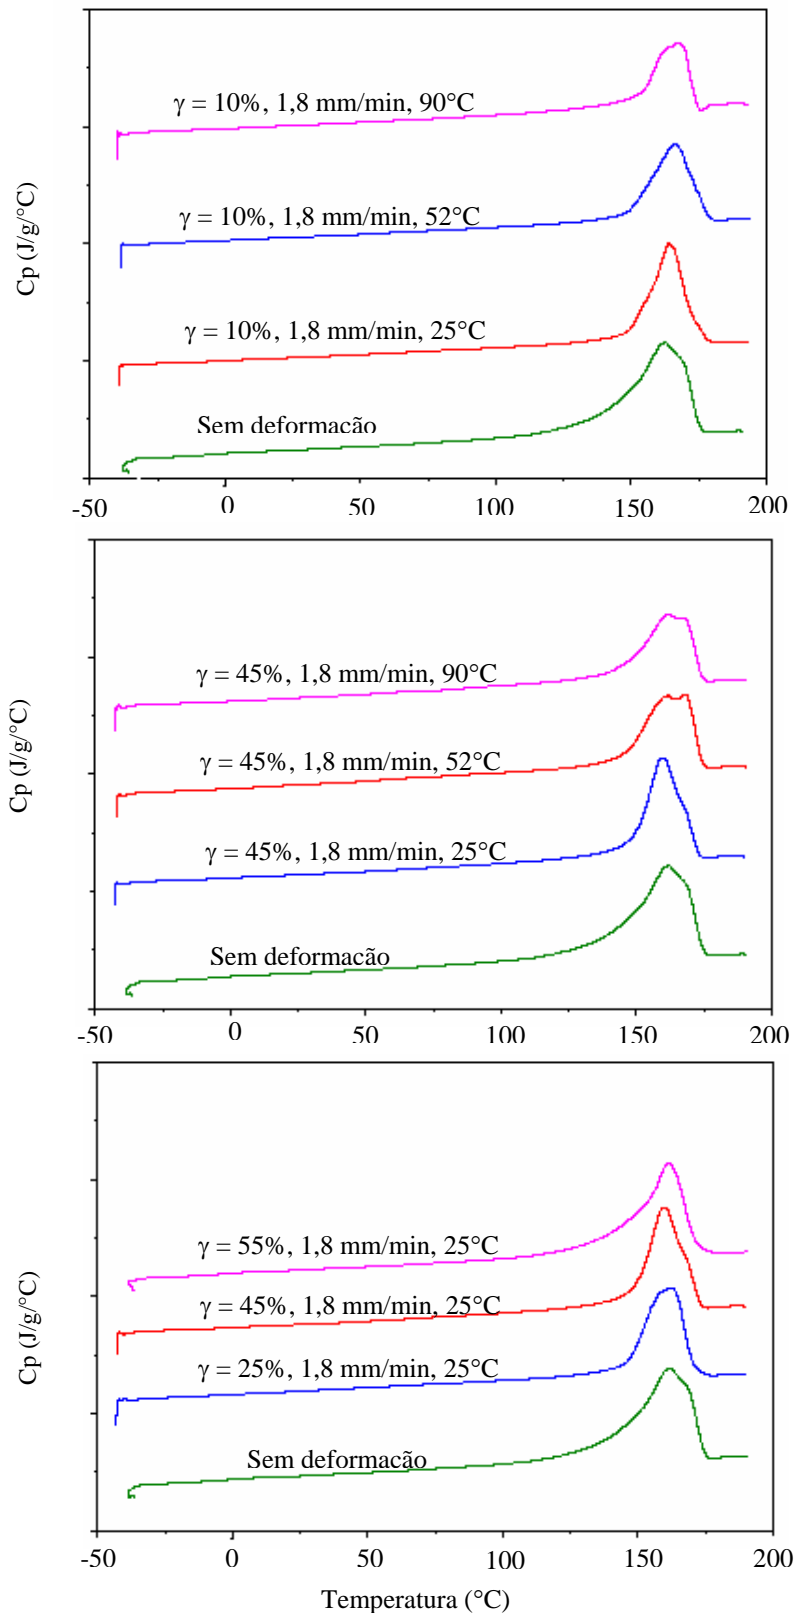 γ = 10%, 1,8 mm/min, 90°C
γ = 10%, 1,8 mm/min, 52°C
Cp (J/g/°C)
γ = 10%, 1,8 mm/min, 25°C
Sem deformacão
-50 0 50 100 150 200
γ = 45%, 1,8 mm/min, 90°C
Cp (J/g/°C)
γ = 45%, 1,8 mm/min, 52°C
γ = 45%, 1,8 mm/min, 25°C
Sem deformacão
-50 0 50 100 150 200
γ = 55%, 1,8 mm/min, 25°C
γ = 45%, 1,8 mm/min, 25°C
Cp (J/g/°C)
γ = 25%, 1,8 mm/min, 25°C
Sem deformacão
-50 0 50 100 150 200
Temperatura (°C)